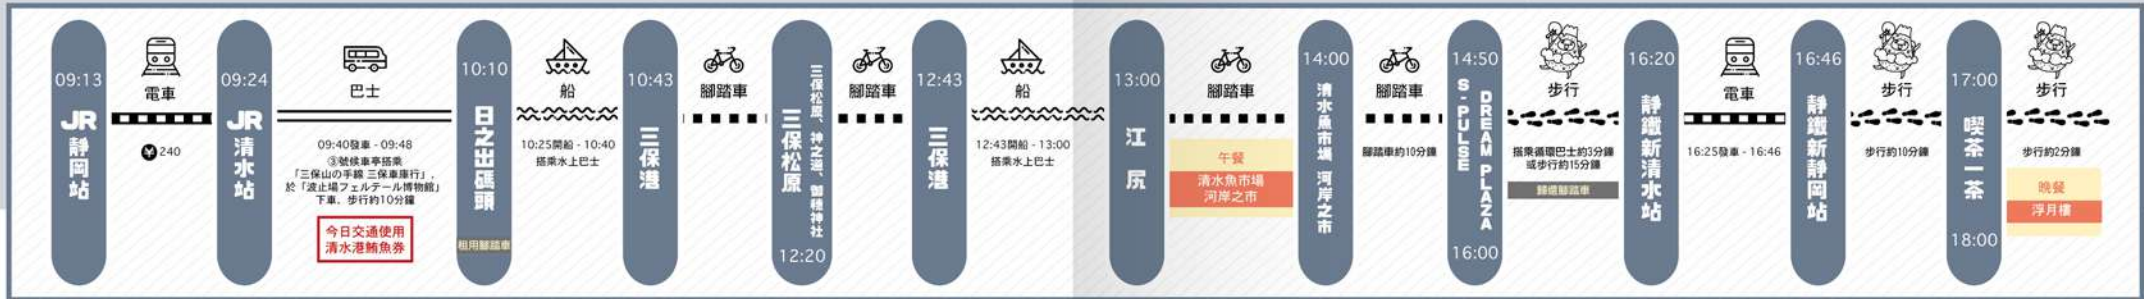 09:13
JR
靜岡站
電車
¥240
09:24
JR
清水站
巴士
09:40發車 - 09:48
③號候車亭搭乘
「三保山の手線 三保車庫行」,
於「波止場フェルケール博物館」
下車, 步行約10分鐘
今日交通使用
清水港鮪魚券
10:10
日之出碼頭
租用腳踏車
船
10:25開船 - 10:40
搭乘水上巴士
10:43
三保港
腳踏車
三保松原、神之道、御穗神社
三保松原
12:20
腳踏車
12:43
三保港
船
12:43開船 - 13:00
搭乘水上巴士
13:00
江尻
腳踏車
午餐
清水魚市場
河岸之市
14:00
清水魚市場 河岸之市
腳踏車
腳踏車約10分鐘
14:50
S-PULSE
DREAM PLAZA
16:00
步行
搭乘循環巴士約3分鐘
或步行約15分鐘
歸還腳踏車
16:20
靜鐵新清水站
電車
16:25發車 - 16:46
16:46
靜鐵新靜岡站
步行
步行約10分鐘
17:00
喫茶一茶
18:00
步行
步行約2分鐘
晚餐
浮月樓